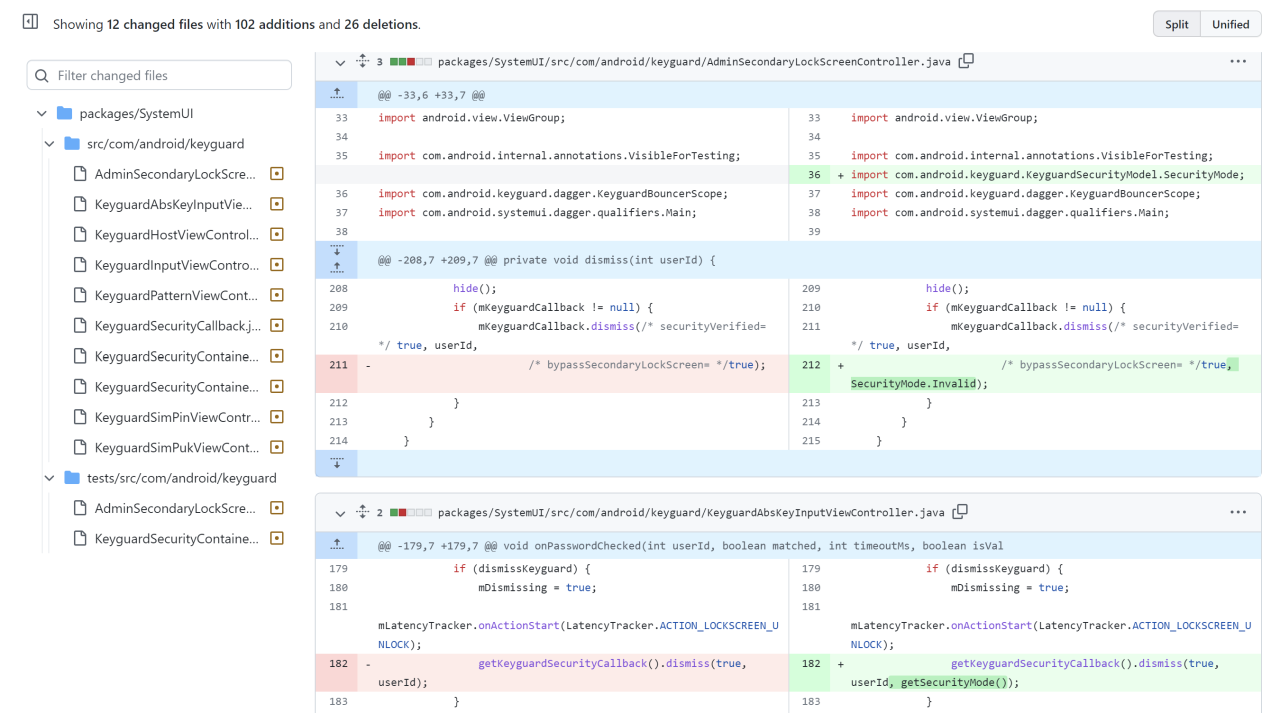 Showing 12 changed files with 102 additions and 26 deletions.
Split
Unified
Filter changed files
packages/SystemUI
src/com/android/keyguard
AdminSecondaryLockScre...
KeyguardAbsKeyInputVie...
KeyguardHostViewControl...
KeyguardInputViewContro...
KeyguardPatternViewCont...
KeyguardSecurityCallback.j...
KeyguardSecurityContaine...
KeyguardSecurityContaine...
KeyguardSimPinViewContr...
KeyguardSimPukViewCont...
tests/src/com/android/keyguard
AdminSecondaryLockScre...
KeyguardSecurityContaine...
3 packages/SystemUI/src/com/android/keyguard/AdminSecondaryLockScreenController.java
@@ -33,6 +33,7 @@
33 import android.view.ViewGroup; 33 import android.view.ViewGroup;
34 34
35 import com.android.internal.annotations.VisibleForTesting; 35 import com.android.internal.annotations.VisibleForTesting;
36 + import com.android.keyguard.KeyguardSecurityModel.SecurityMode;
36 import com.android.keyguard.dagger.KeyguardBouncerScope; 37 import com.android.keyguard.dagger.KeyguardBouncerScope;
37 import com.android.systemui.dagger.qualifiers.Main; 38 import com.android.systemui.dagger.qualifiers.Main;
38 39
@@ -208,7 +209,7 @@ private void dismiss(int userId) {
208 hide(); 209 hide();
209 if (mKeyguardCallback != null) { 210 if (mKeyguardCallback != null) {
210 mKeyguardCallback.dismiss(/* securityVerified= 211 mKeyguardCallback.dismiss(/* securityVerified=
*/ true, userId, */ true, userId,
211 - /* bypassSecondaryLockScreen= */true); 212 + /* bypassSecondaryLockScreen= */true,
SecurityMode.Invalid);
212 } 213 }
213 } 214 }
214 } 215 }
2 packages/SystemUI/src/com/android/keyguard/KeyguardAbsKeyInputViewController.java
@@ -179,7 +179,7 @@ void onPasswordChecked(int userId, boolean matched, int timeoutMs, boolean isVal
179 if (dismissKeyguard) { 179 if (dismissKeyguard) {
180 mDismissing = true; 180 mDismissing = true;
181 181
mLatencyTracker.onActionStart(LatencyTracker.ACTION_LOCKSCREEN_U mLatencyTracker.onActionStart(LatencyTracker.ACTION_LOCKSCREEN_U
NLOCK); NLOCK);
182 - getKeyguardSecurityCallback().dismiss(true, 182 + getKeyguardSecurityCallback().dismiss(true,
userId); userId, getSecurityMode());
183 } 183 }